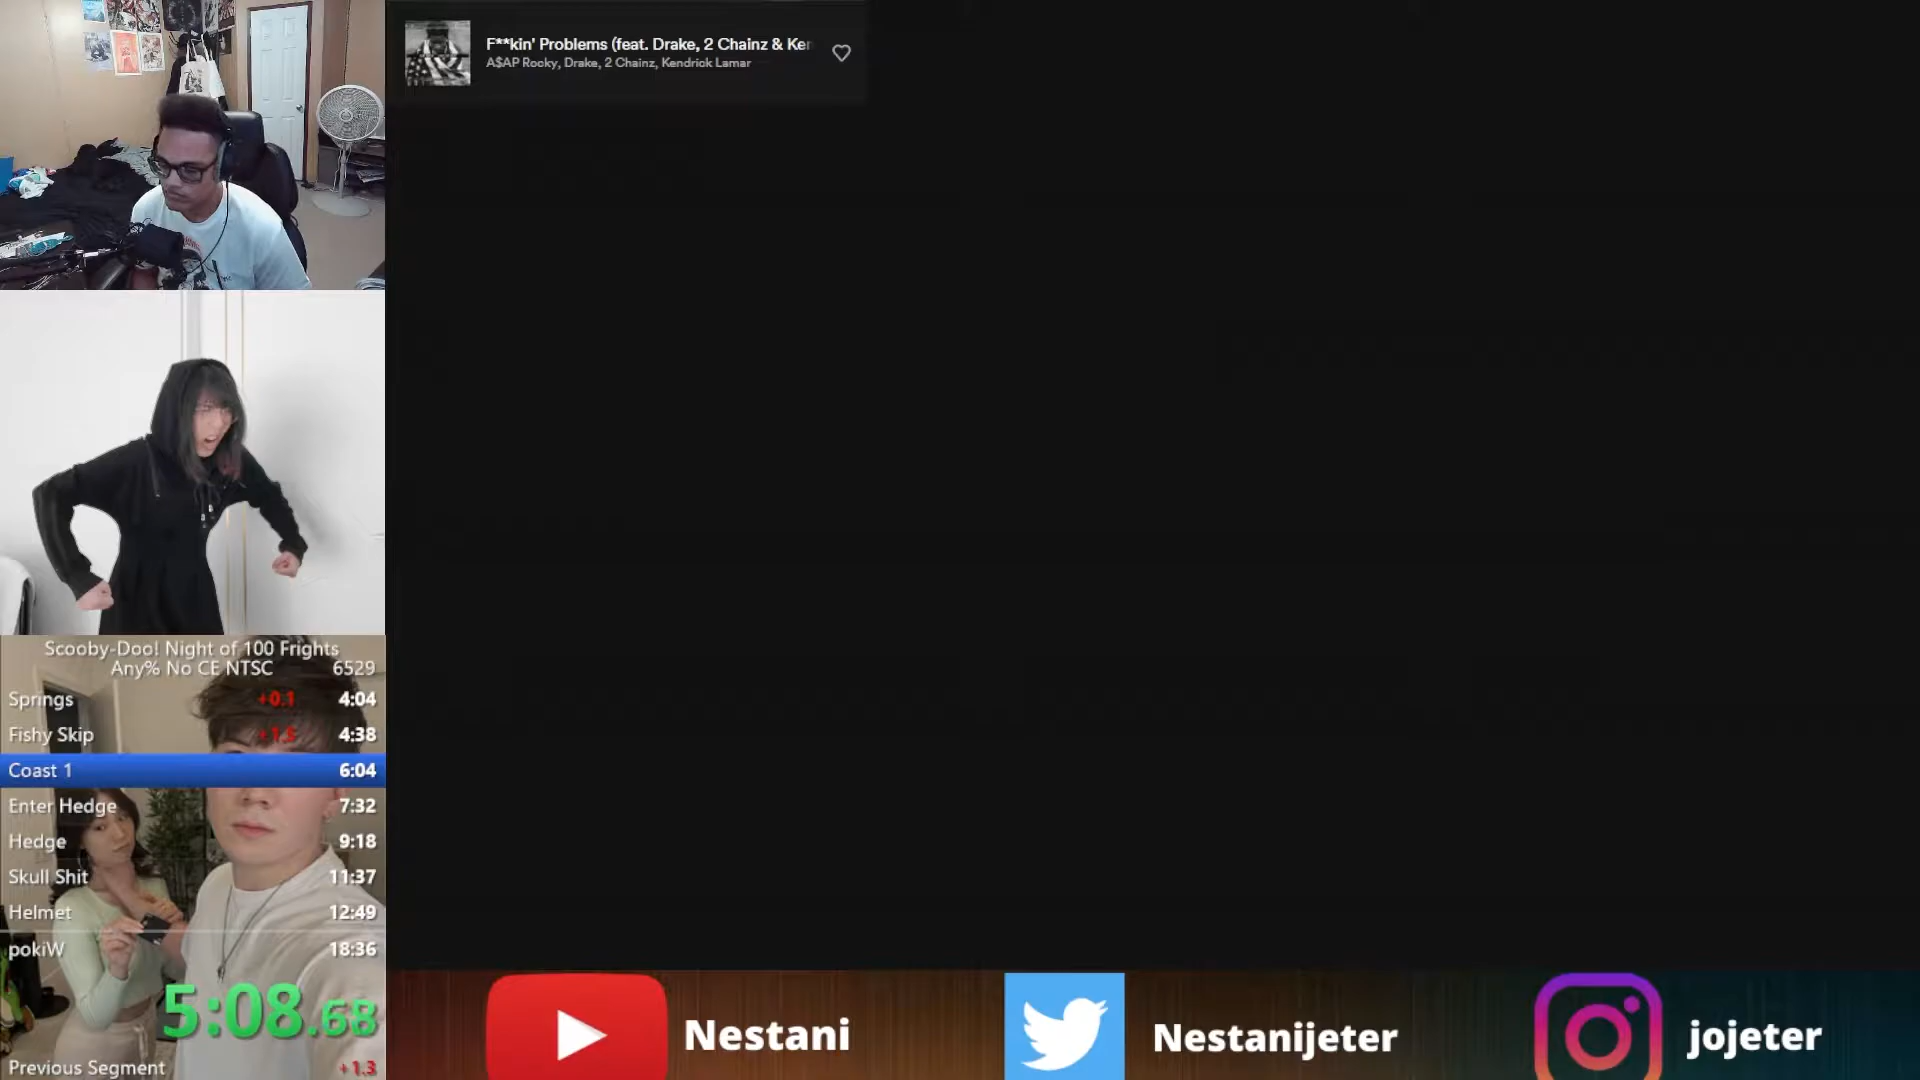 F**kin' Problems (feat. Drake, 2 Chainz & Ken
A$AP Rocky, Drake, 2 Chainz, Kendrick Lamar
Scooby-Doo! Night of 100 Frights
Any% No CE NTSC 6529
Springs +0.1 4:04
Fishy Skip +1.5 4:38
Coast 1 6:04
Enter Hedge 7:32
Hedge 9:18
Skull Shit 11:37
Helmet 12:49
pokiW 18:36
5:08.68
Previous Segment +1.3
Nestani
Nestanijeter
jojeter